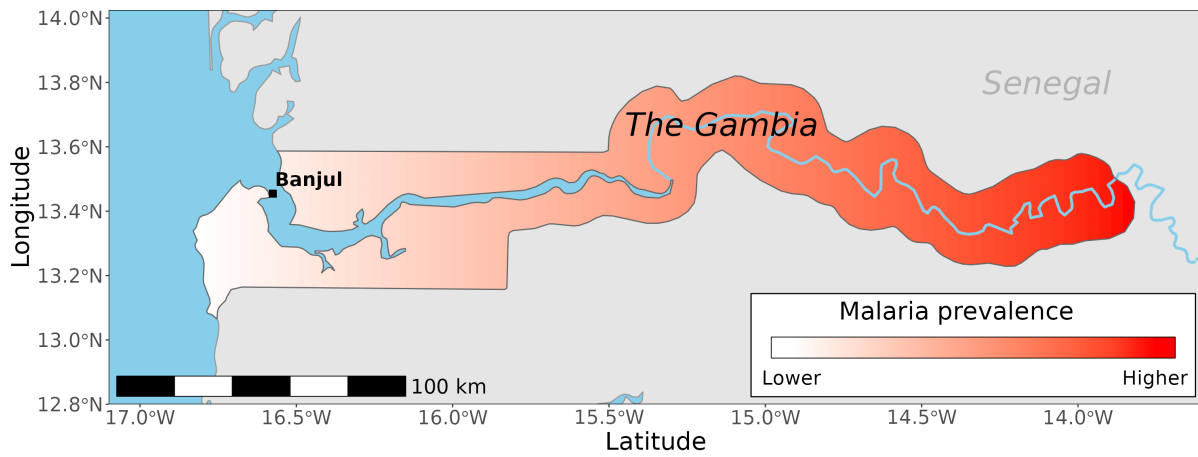 14.0°N
13.8°N
13.6°N
13.4°N
13.2°N
13.0°N
12.8°N
Longitude
Senegal
The Gambia
Banjul
Malaria prevalence
Lower Higher
100 km
17.0°W 16.5°W 16.0°W 15.5°W 15.0°W 14.5°W 14.0°W
Latitude